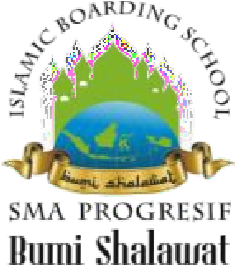 ISLAMIC BOARDING SCHOOL
bumi shalawat
SMA PROGRESIF
Bumi Shalawat